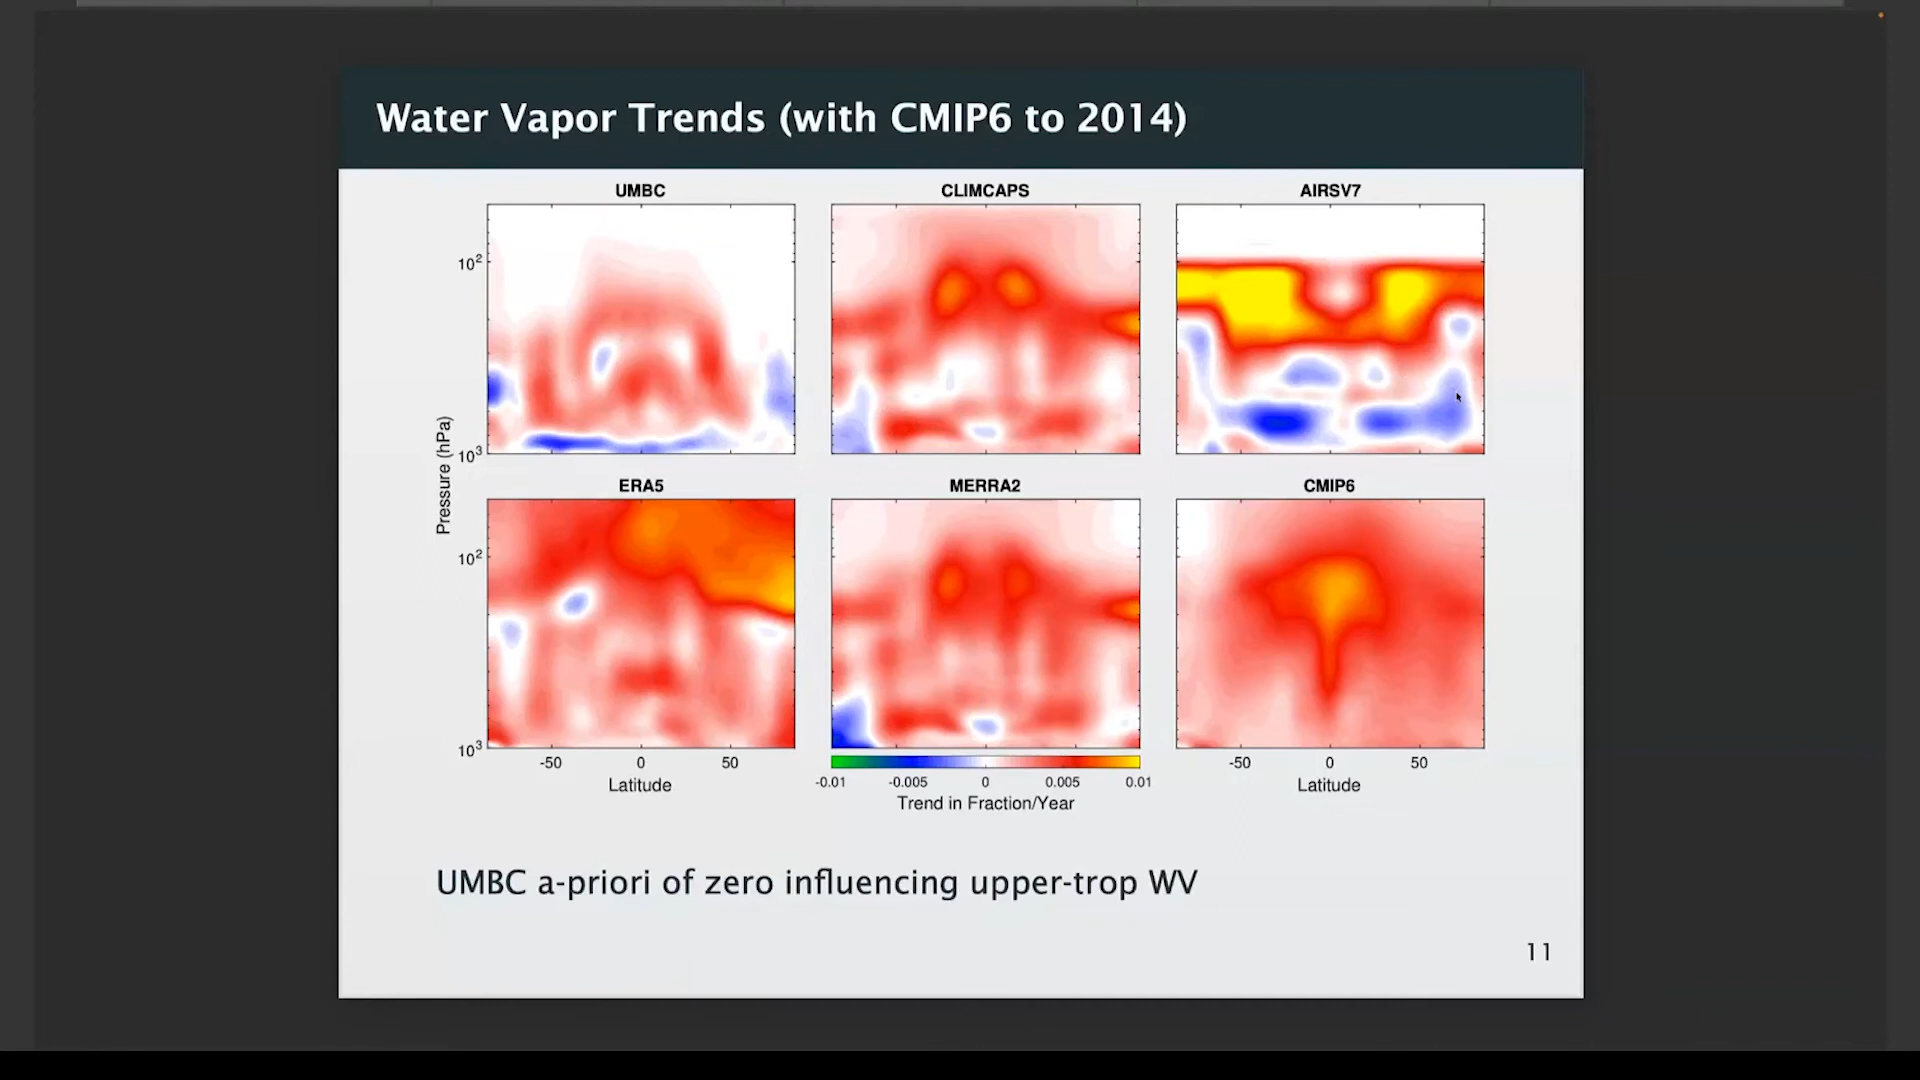 Water Vapor Trends (with CMIP6 to 2014)
UMBC
CLIMCAPS
AIRSV7
10²
10³
Pressure (hPa)
ERA5
MERRA2
CMIP6
10²
10³
-50 0 50
Latitude
-0.01 -0.005 0 0.005 0.01
Trend in Fraction/Year
-50 0 50
Latitude
UMBC a-priori of zero influencing upper-trop WV
11